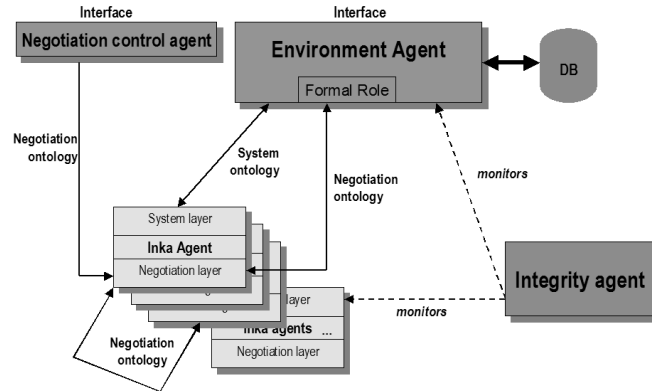 Interface
Interface
Negotiation control agent
Environment Agent
Formal Role
DB
Negotiation
ontology
System
ontology
Negotiation
ontology
monitors
System layer
Inka Agent
Negotiation layer
Integrity agent
layer
monitors
Inka agents ...
Negotiation layer
Negotiation
ontology